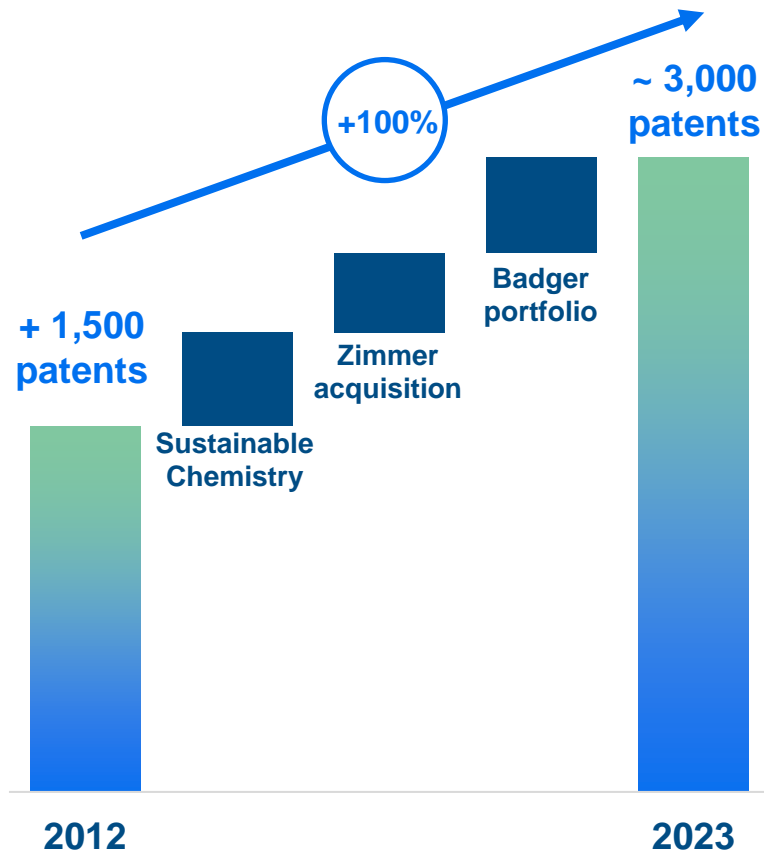 +100%
~ 3,000
patents
+ 1,500
patents
Sustainable
Chemistry
Zimmer
acquisition
Badger
portfolio
2012
2023